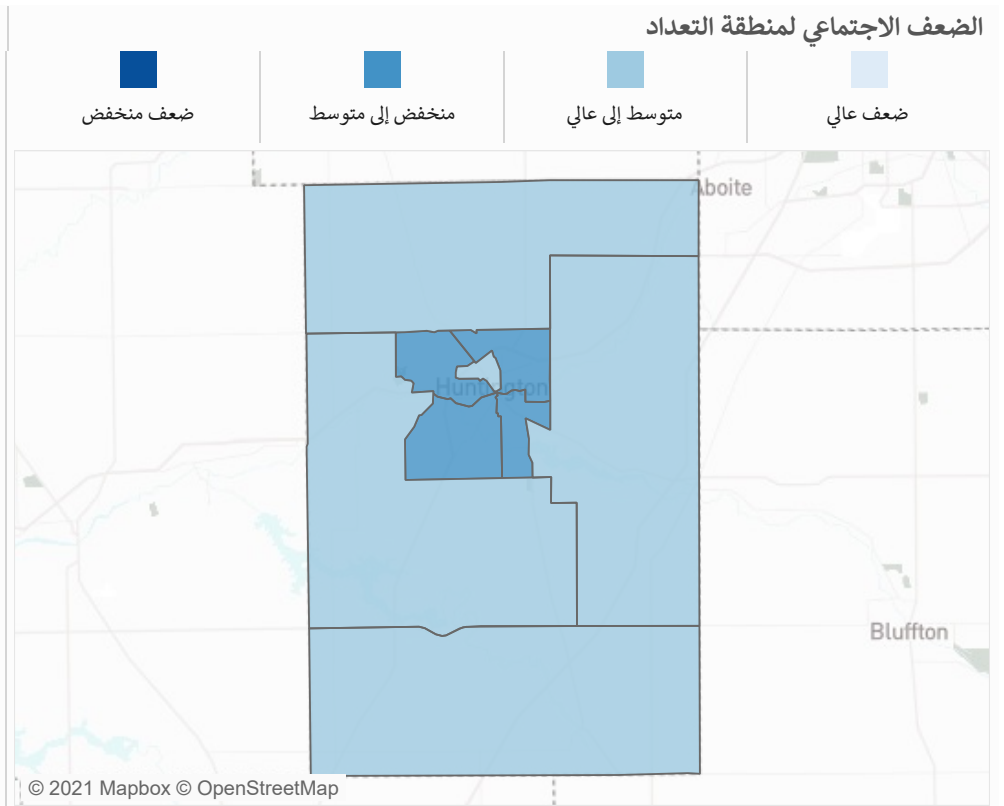 الضعف الاجتماعي لمنطقة التعداد
ضعف عالي
متوسط إلى عالي
منخفض إلى متوسط
ضعف منخفض
Aboite
Huntington
Bluffton
© 2021 Mapbox © OpenStreetMap